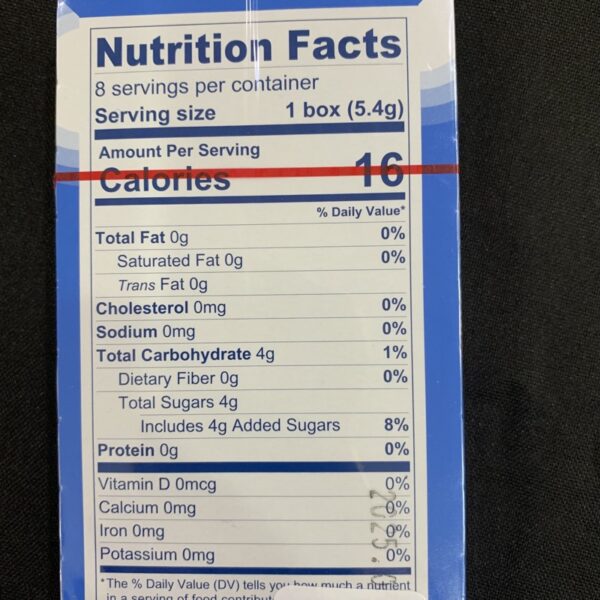 Nutrition Facts
8 servings per container
Serving size 1 box (5.4g)
Amount Per Serving
Calories 16
% Daily Value*
Total Fat 0g 0%
Saturated Fat 0g 0%
Trans Fat 0g
Cholesterol 0mg 0%
Sodium 0mg 0%
Total Carbohydrate 4g 1%
Dietary Fiber 0g 0%
Total Sugars 4g
Includes 4g Added Sugars 8%
Protein 0g 0%
Vitamin D 0mcg 0%
Calcium 0mg 0%
Iron 0mg 0%
Potassium 0mg 0%
2025.
*The % Daily Value (DV) tells you how much a nutrient
in a serving of food